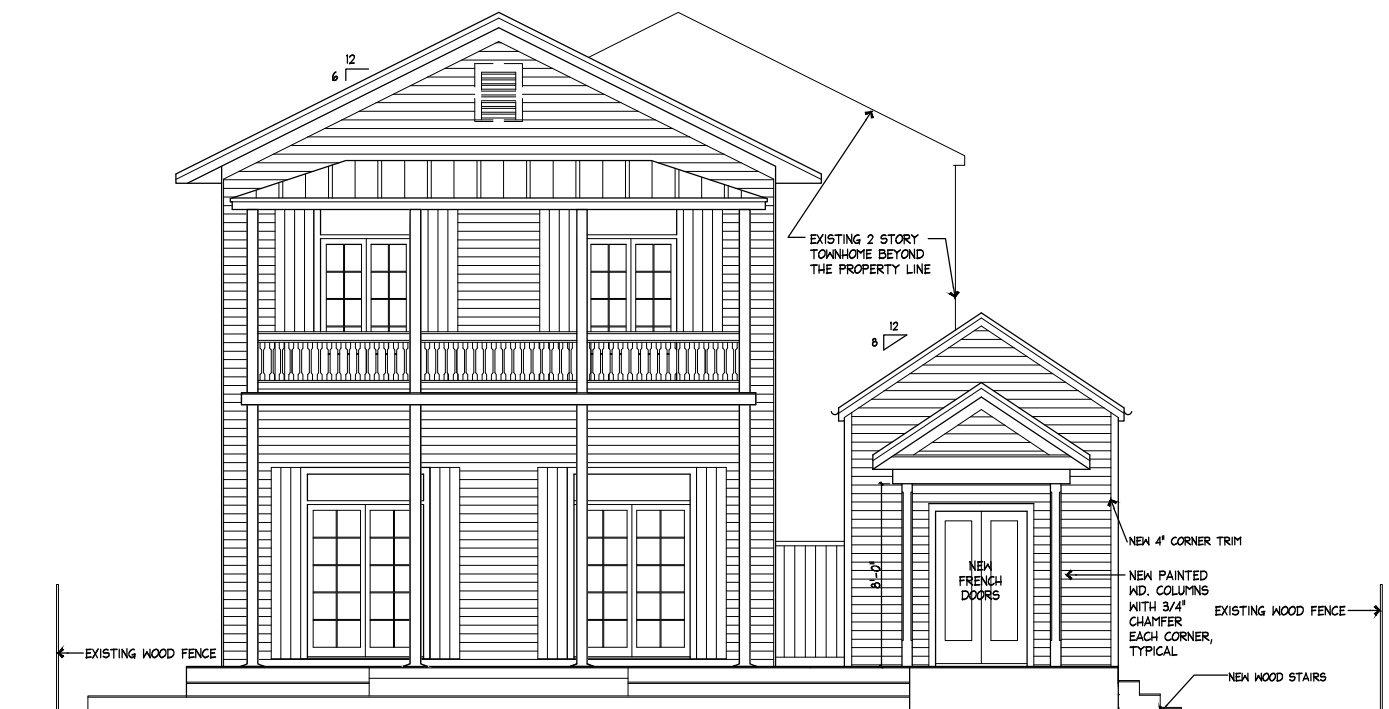 12
6
EXISTING 2 STORY
TOWNHOME BEYOND
THE PROPERTY LINE
12
8
NEW 4" CORNER TRIM
8'-0"
NEW
FRENCH
DOORS
NEW PAINTED
WD. COLUMNS
WITH 3/4"
CHAMFER
EACH CORNER,
TYPICAL
EXISTING WOOD FENCE
EXISTING WOOD FENCE
NEW WOOD STAIRS